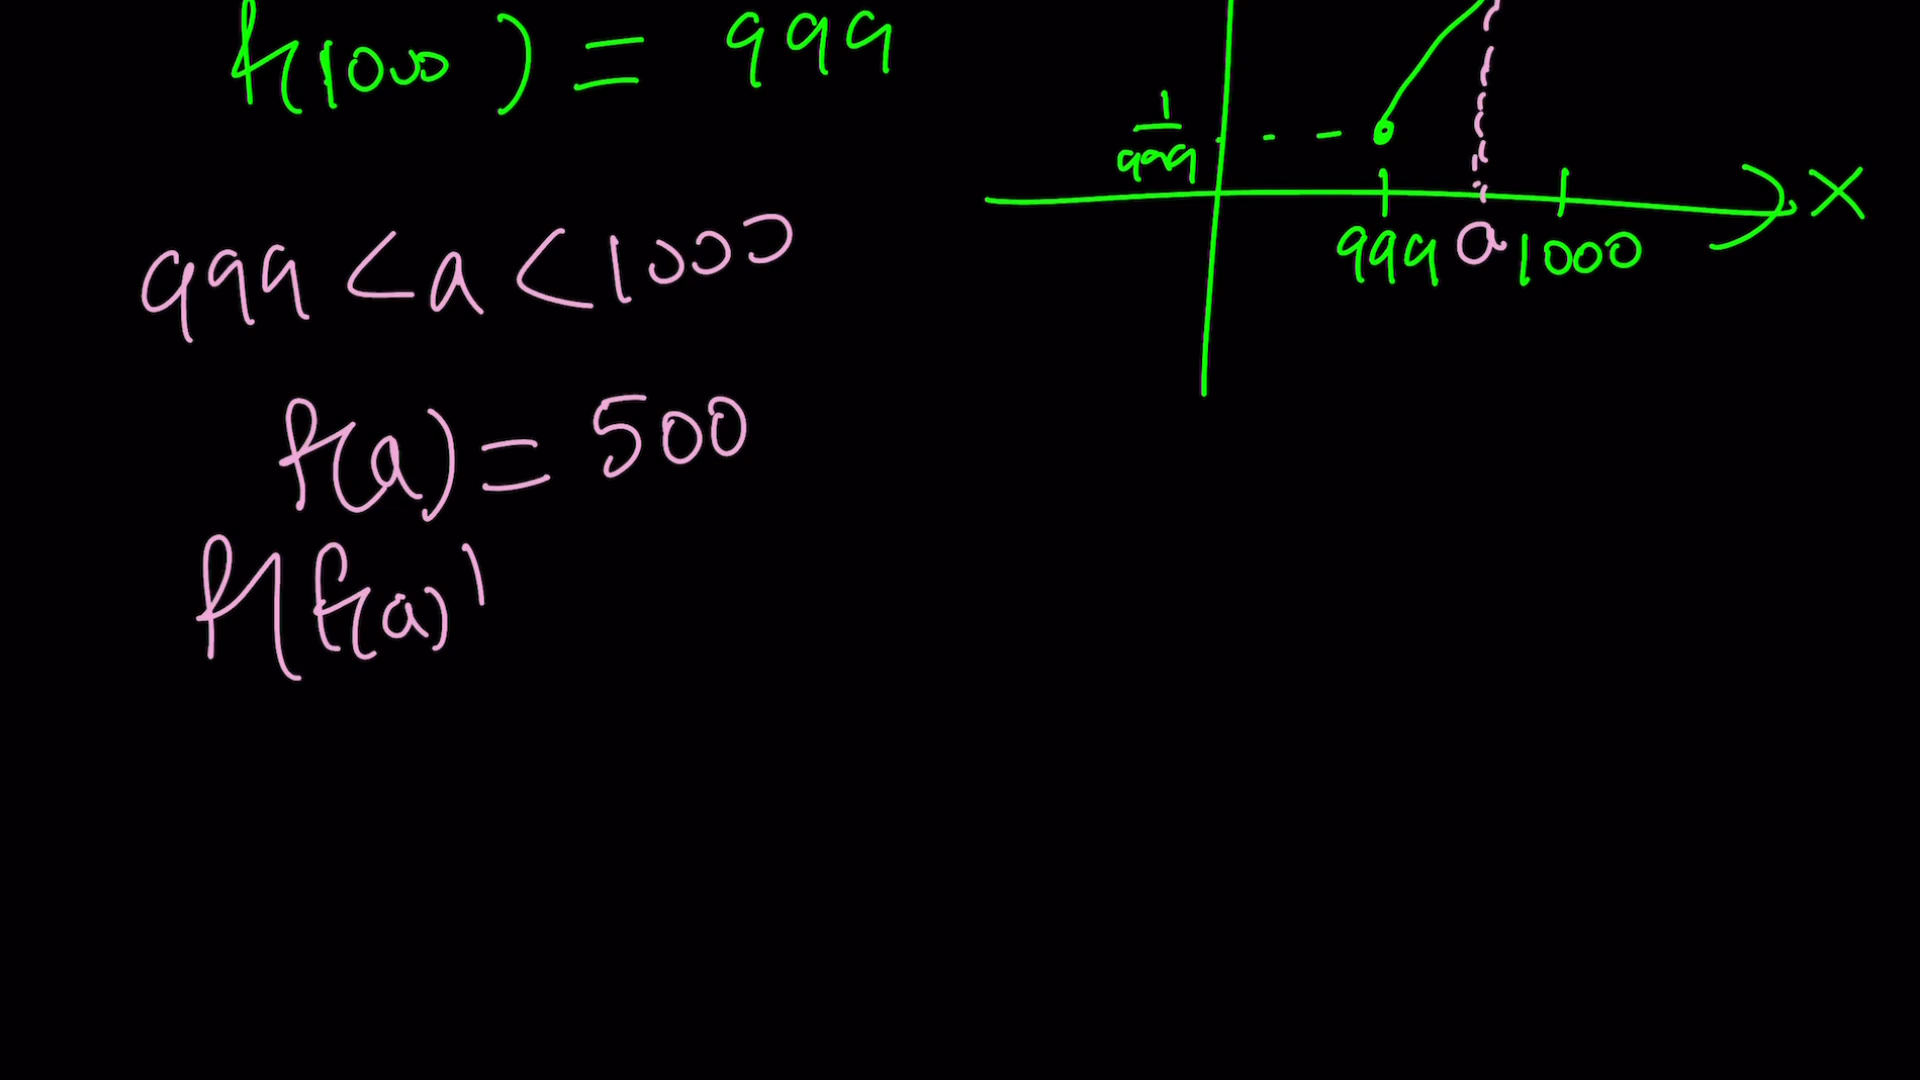 f(1000) = 999
999 < a < 1000
f(a) = 500
f(f(a)
1/999
X
999 a 1000